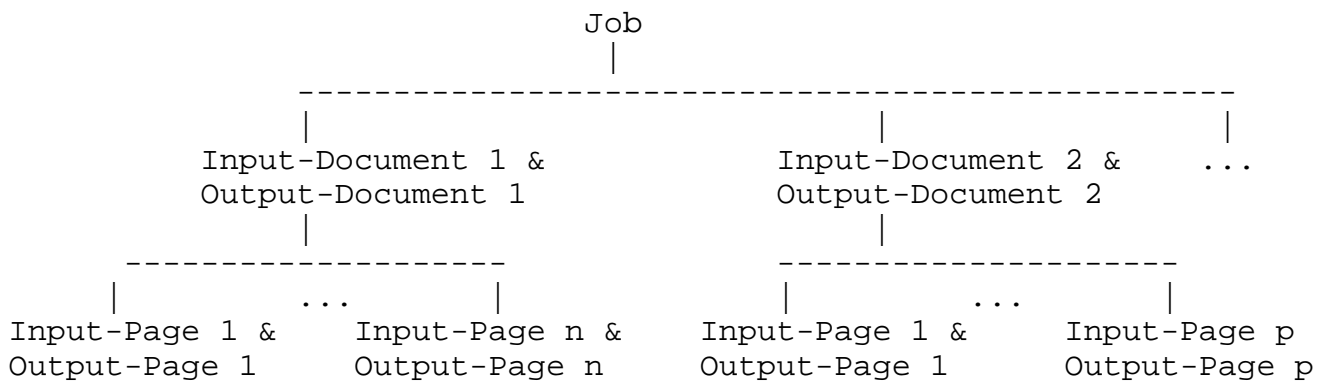 Job
Input-Document 1 & Input-Document 2 & ...
Output-Document 1 Output-Document 2
... ...
Input-Page 1 & Input-Page n & Input-Page 1 & Input-Page p
Output-Page 1 Output-Page n Output-Page 1 Output-Page p